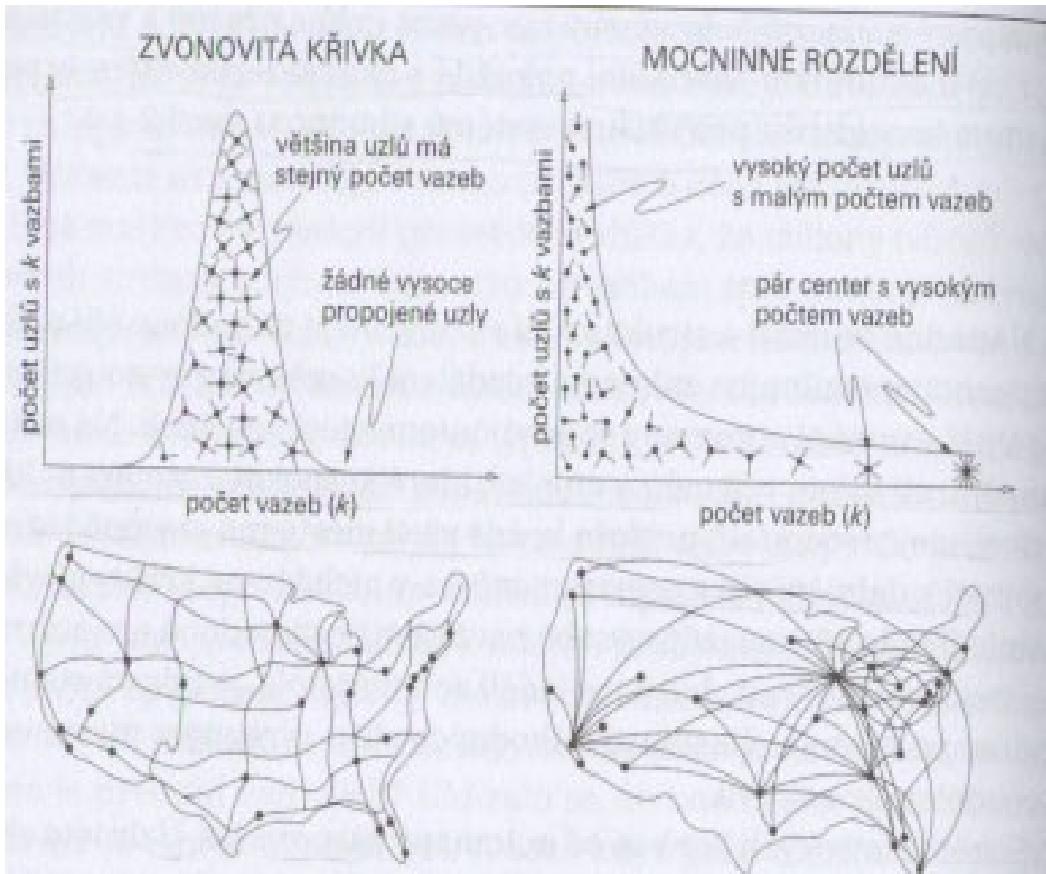 ZVONOVITÁ KŘIVKA
počet uzlů s k vazbami
většina uzlů má
stejný počet vazeb
žádné vysoce
propojené uzly
počet vazeb (k)
MOCNINNÉ ROZDĚLENÍ
počet uzlů s k vazbami
vysoký počet uzlů
s malým počtem vazeb
pár center s vysokým
počtem vazeb
počet vazeb (k)